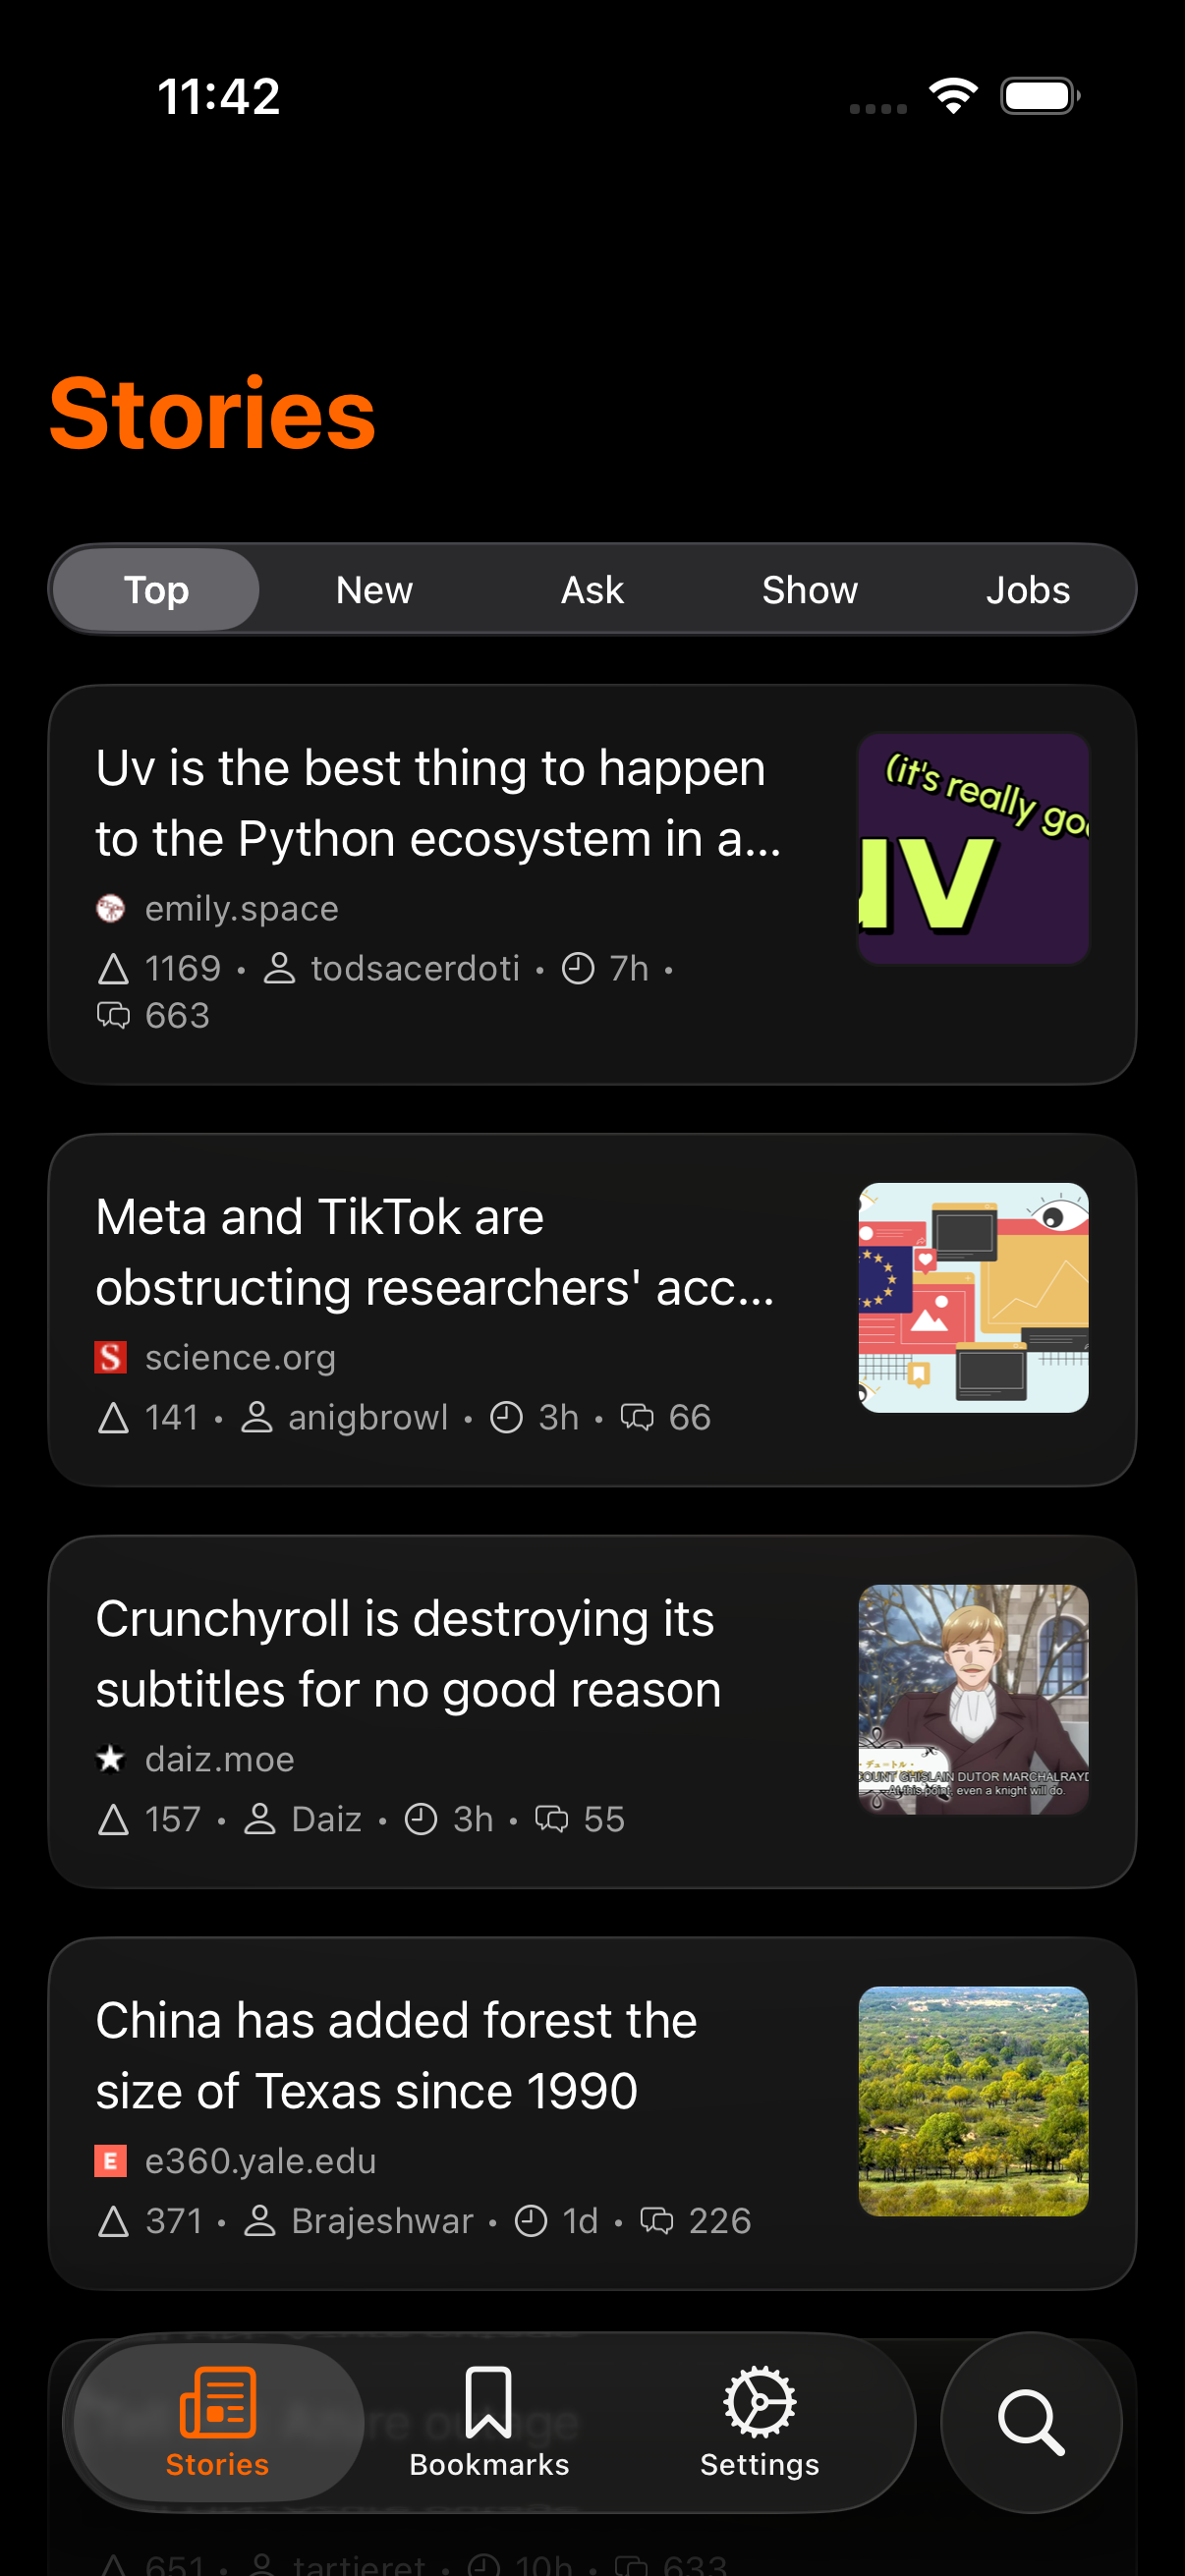 11:42
Stories
Top New Ask Show Jobs
Uv is the best thing to happen
to the Python ecosystem in a...
(it's really
uv
emily.space
1169 • todsacerdoti • 7h •
663
Meta and TikTok are
obstructing researchers' acc...
S science.org
141 • anigbrowl • 3h • 66
Crunchyroll is destroying its
subtitles for no good reason
COUNT GHISLAIN DUTOR MARCHALRAYD
At this point, even a knight will do.
daiz.moe
157 • Daiz • 3h • 55
China has added forest the
size of Texas since 1990
E e360.yale.edu
371 • Brajeshwar • 1d • 226
Stories Bookmarks Settings
651 • tartieret • 10h • 633